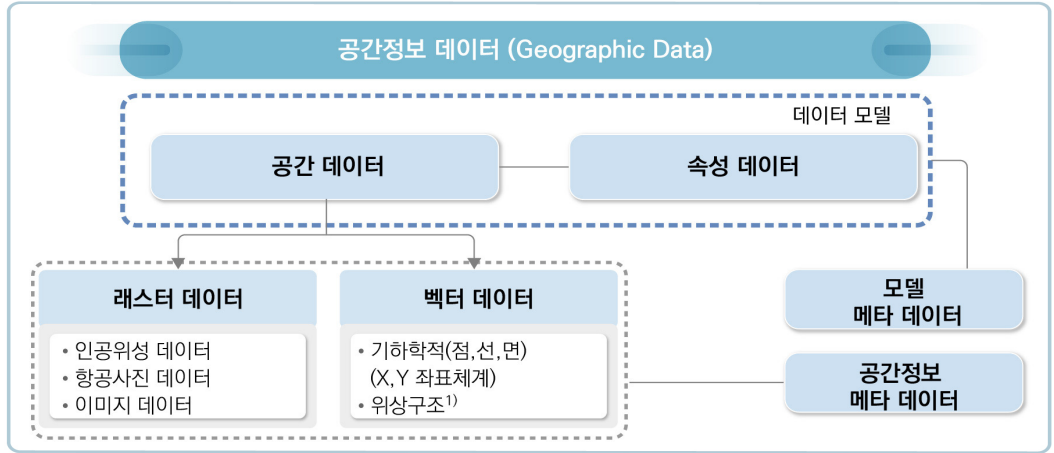 공간정보 데이터 (Geographic Data)
데이터 모델
공간 데이터
속성 데이터
래스터 데이터
• 인공위성 데이터
• 항공사진 데이터
• 이미지 데이터
벡터 데이터
• 기하학적(점,선,면)
(X,Y 좌표체계)
• 위상구조1)
모델
메타 데이터
공간정보
메타 데이터